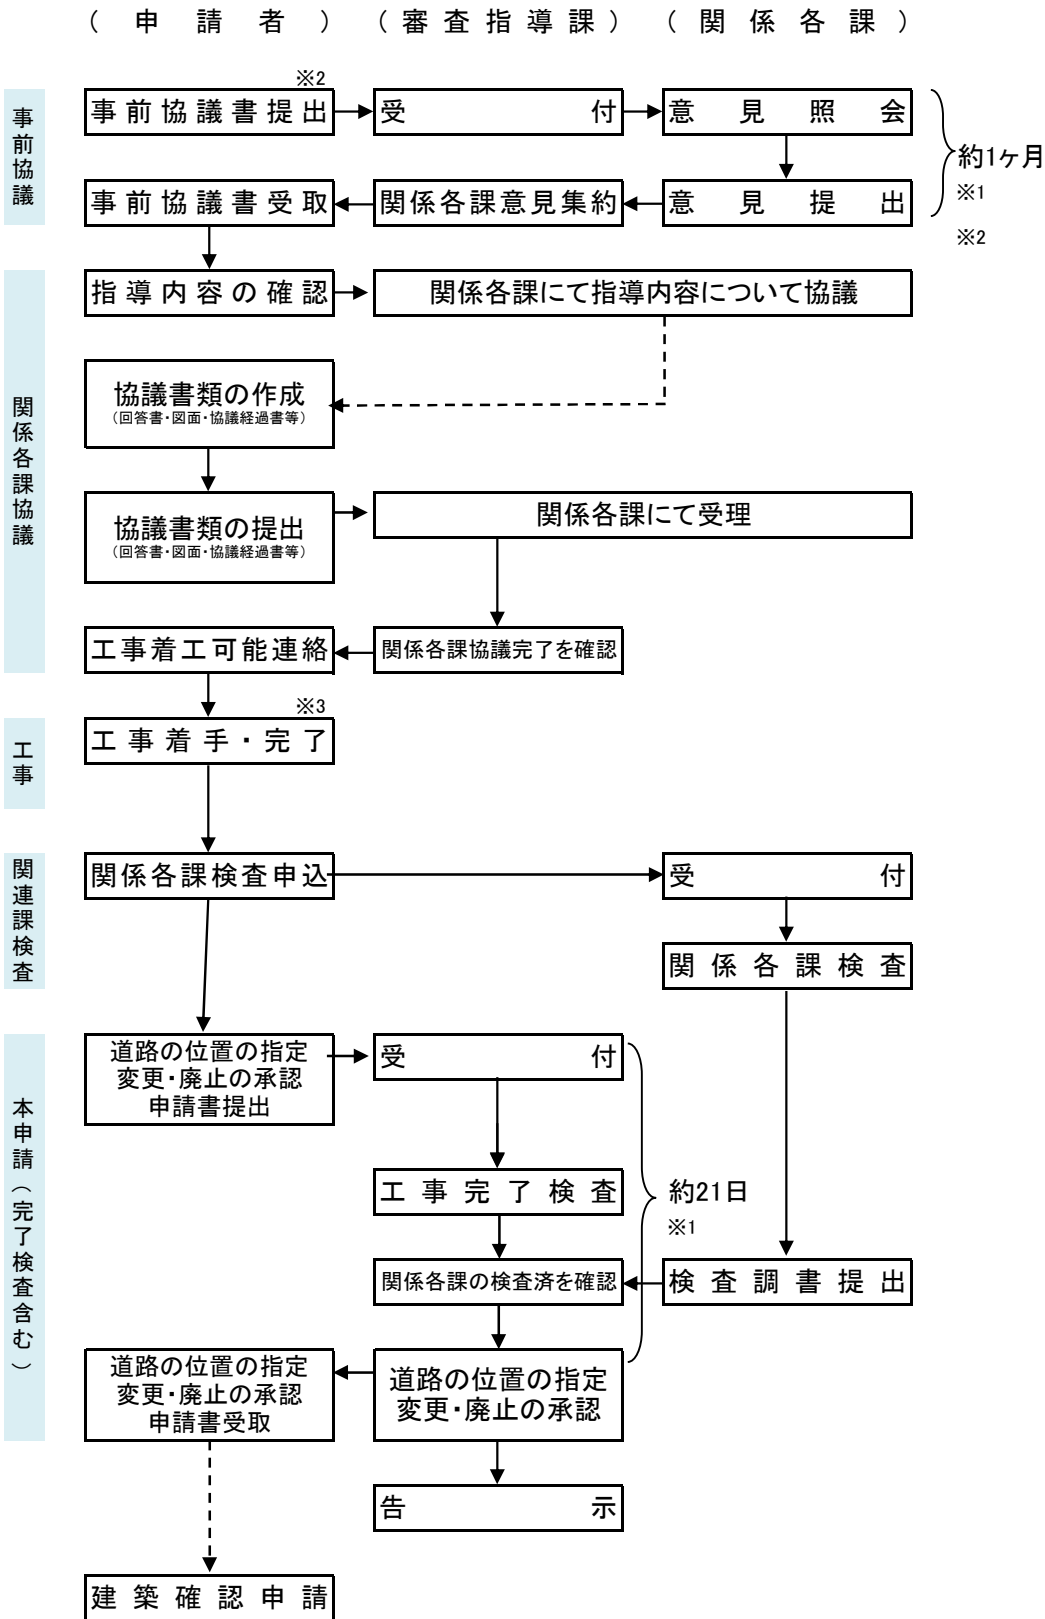 （申請者） （審査指導課） （関係各課）
※2
事前協議
事前協議書提出 受付 意見照会
約1ヶ月
※1
※2
事前協議書受取 関係各課意見集約 意見提出
関係各課協議
指導内容の確認 関係各課にて指導内容について協議
協議書類の作成
（回答書・図面・協議経過書等）
協議書類の提出
（回答書・図面・協議経過書等）
関係各課にて受理
工事着工可能連絡 関係各課協議完了を確認
※3
工事
工事着手・完了
関連課検査
関係各課検査申込 受付
関係各課検査
本申請（完了検査含む）
道路の位置の指定
変更・廃止の承認
申請書提出
受付
工事完了検査
約21日
※1
関係各課の検査済を確認 検査調書提出
道路の位置の指定
変更・廃止の承認
申請書受取
道路の位置の指定
変更・廃止の承認
告示
建築確認申請